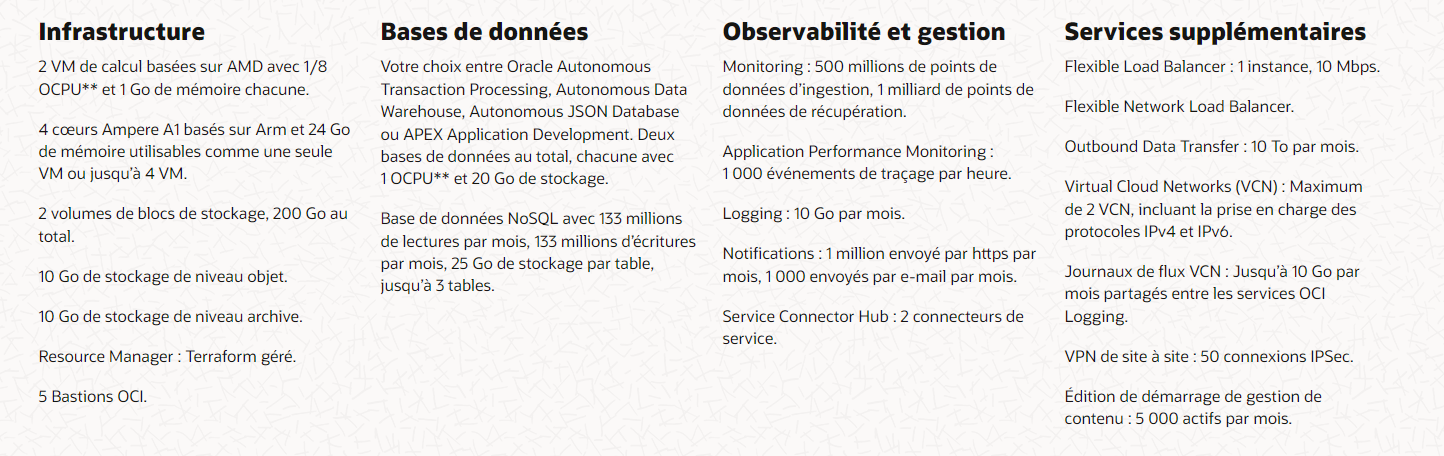 Infrastructure
2 VM de calcul basées sur AMD avec 1/8
OCPU** et 1 Go de mémoire chacune.
4 cœurs Ampere A1 basés sur Arm et 24 Go
de mémoire utilisables comme une seule
VM ou jusqu'à 4 VM.
2 volumes de blocs de stockage, 200 Go au
total.
10 Go de stockage de niveau objet.
10 Go de stockage de niveau archive.
Resource Manager : Terraform géré.
5 Bastions OCI.
Bases de données
Votre choix entre Oracle Autonomous
Transaction Processing, Autonomous Data
Warehouse, Autonomous JSON Database
ou APEX Application Development. Deux
bases de données au total, chacune avec
1 OCPU** et 20 Go de stockage.
Base de données NoSQL avec 133 millions
de lectures par mois, 133 millions d'écritures
par mois, 25 Go de stockage par table,
jusqu'à 3 tables.
Observabilité et gestion
Monitoring : 500 millions de points de
données d'ingestion, 1 milliard de points de
données de récupération.
Application Performance Monitoring :
1 000 événements de traçage par heure.
Logging : 10 Go par mois.
Notifications : 1 million envoyé par https par
mois, 1 000 envoyés par e-mail par mois.
Service Connector Hub : 2 connecteurs de
service.
Services supplémentaires
Flexible Load Balancer : 1 instance, 10 Mbps.
Flexible Network Load Balancer.
Outbound Data Transfer : 10 To par mois.
Virtual Cloud Networks (VCN) : Maximum
de 2 VCN, incluant la prise en charge des
protocoles IPv4 et IPv6.
Journaux de flux VCN : Jusqu'à 10 Go par
mois partagés entre les services OCI
Logging.
VPN de site à site : 50 connexions IPSec.
Édition de démarrage de gestion de
contenu : 5 000 actifs par mois.